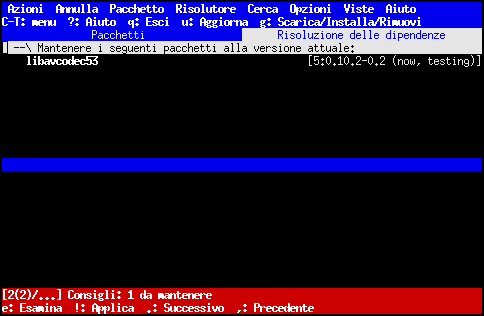 Azioni Annulla Pacchetto Risolutore Cerca Opzioni Viste Aiuto
C-T: menu ?: Aiuto q: Esci u: Aggiorna g: Scarica/Installa/Rimuovi
Pacchetti Risoluzione delle dipendenze
--\ Mantenere i seguenti pacchetti alla versione attuale:
libavcodec53 [5:0.10.2-0.2 (now, testing)]
[2(2)/...] Consigli: 1 da mantenere
e: Esamina !: Applica .: Successivo ,: Precedente